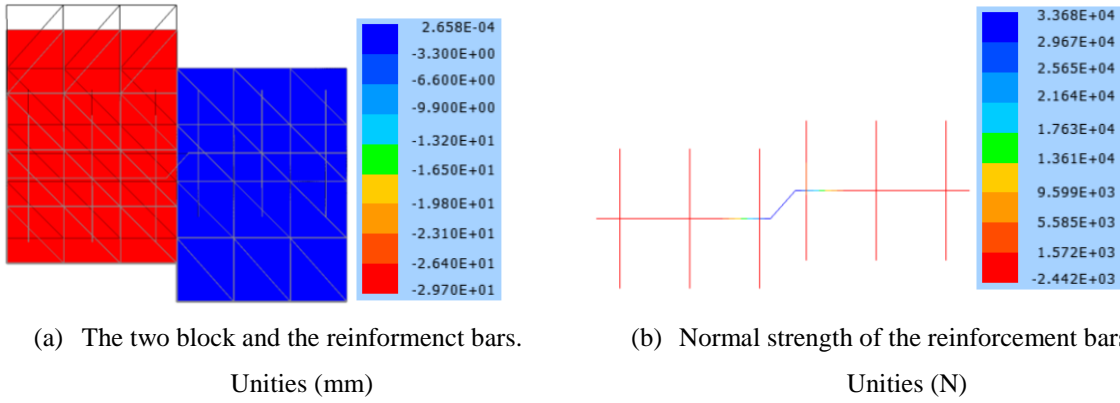 2.658E-04
-3.300E+00
-6.600E+00
-9.900E+00
-1.320E+01
-1.650E+01
-1.980E+01
-2.310E+01
-2.640E+01
-2.970E+01
3.368E+04
2.967E+04
2.565E+04
2.164E+04
1.763E+04
1.361E+04
9.599E+03
5.585E+03
1.572E+03
-2.442E+03
(a) The two block and the reinformenct bars.
Unities (mm)
(b) Normal strength of the reinforcement bars
Unities (N)